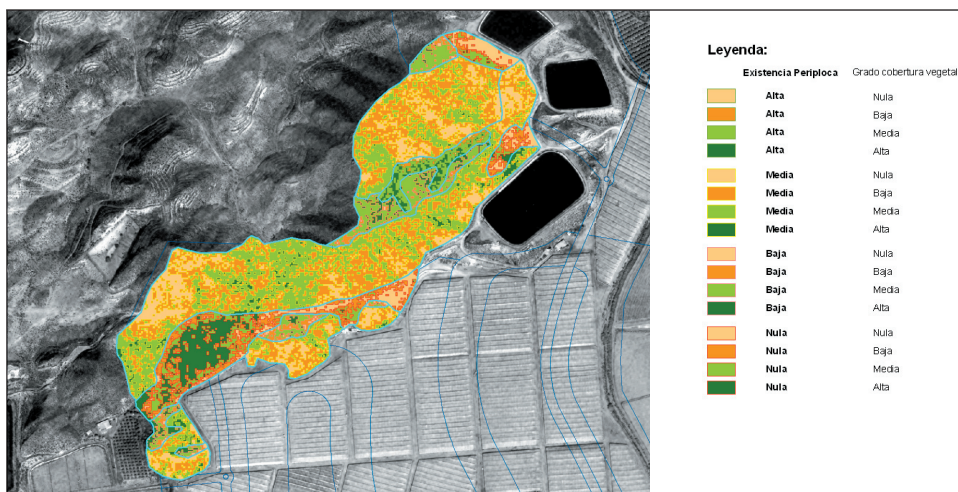 Leyenda:
Existencia Periploca Grado cobertura vegetal
Alta Nula
Alta Baja
Alta Media
Alta Alta
Media Nula
Media Baja
Media Media
Media Alta
Baja Nula
Baja Baja
Baja Media
Baja Alta
Nula Nula
Nula Baja
Nula Media
Nula Alta